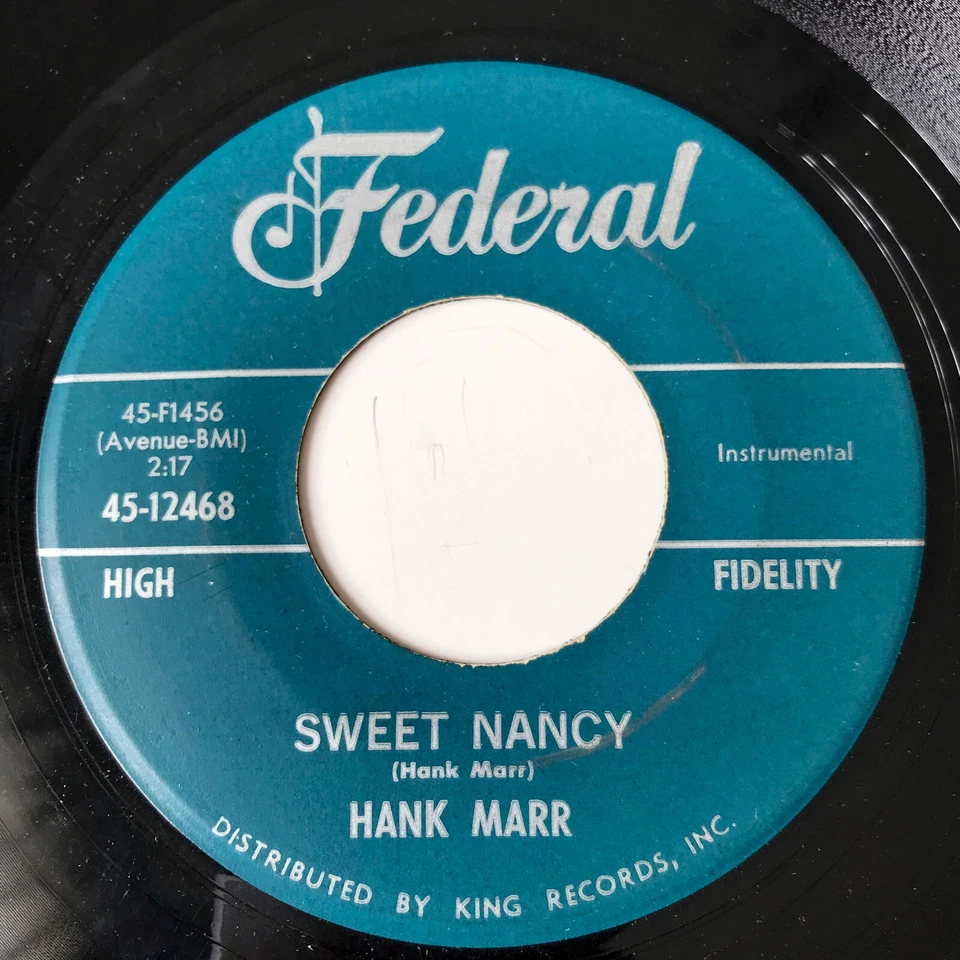 Federal
45-F1456
(Avenue-BMI)
2:17
45-12468
Instrumental
HIGH
FIDELITY
SWEET NANCY
(Hank Marr)
HANK MARR
DISTRIBUTED BY KING RECORDS, INC.